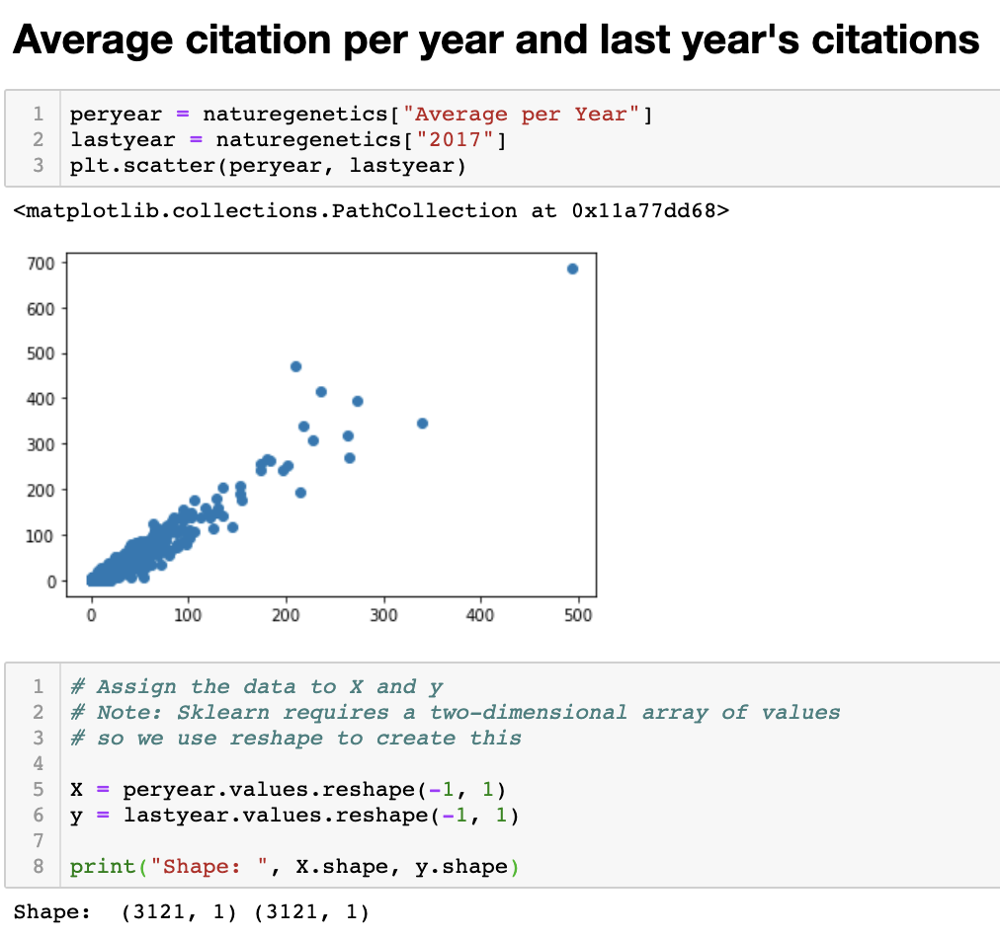 Average citation per year and last year's citations
1 peryear = naturegenetics["Average per Year"]
2 lastyear = naturegenetics["2017"]
3 plt.scatter(peryear, lastyear)
<matplotlib.collections.PathCollection at 0x11a77dd68>
700
600
500
400
300
200
100
0
0 100 200 300 400 500
1 # Assign the data to X and y
2 # Note: Sklearn requires a two-dimensional array of values
3 # so we use reshape to create this
4
5 X = peryear.values.reshape(-1, 1)
6 y = lastyear.values.reshape(-1, 1)
7
8 print("Shape: ", X.shape, y.shape)
Shape:  (3121, 1) (3121, 1)